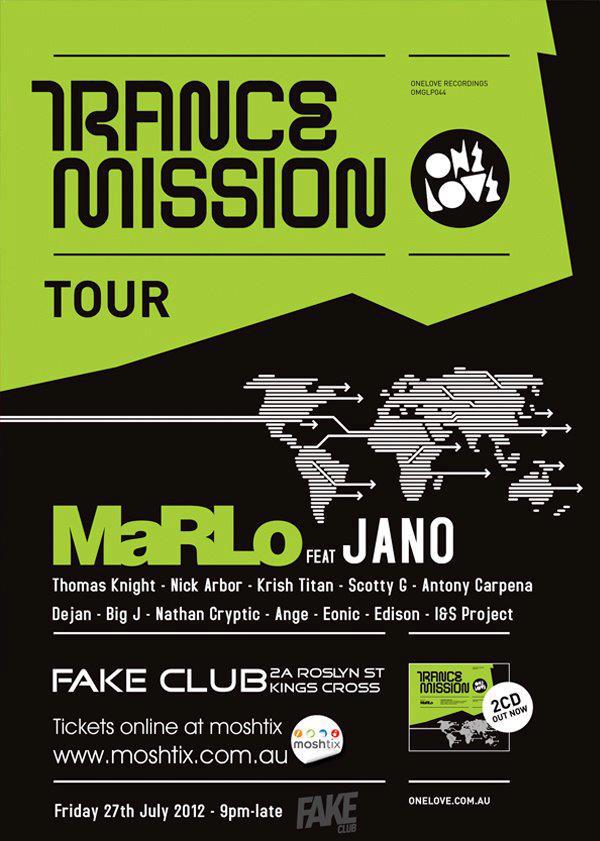 TRANCE
MISSION
ONELOVE RECORDINGS
OMGLP044
ONE
LOVE
TOUR
MaRLo FEAT JANO
Thomas Knight - Nick Arbor - Krish Titan - Scotty G - Antony Carpena
Dejan - Big J - Nathan Cryptic - Ange - Eonic - Edison - I&S Project
FAKE CLUB 2A ROSLYN ST
KINGS CROSS
Tickets online at moshtix
www.moshtix.com.au
moshtix
TRANCE
MISSION
ONE
LOVE
MaRLo
2CD
OUT NOW
Friday 27th July 2012 - 9pm-late
FAKE
CLUB
ONELOVE.COM.AU